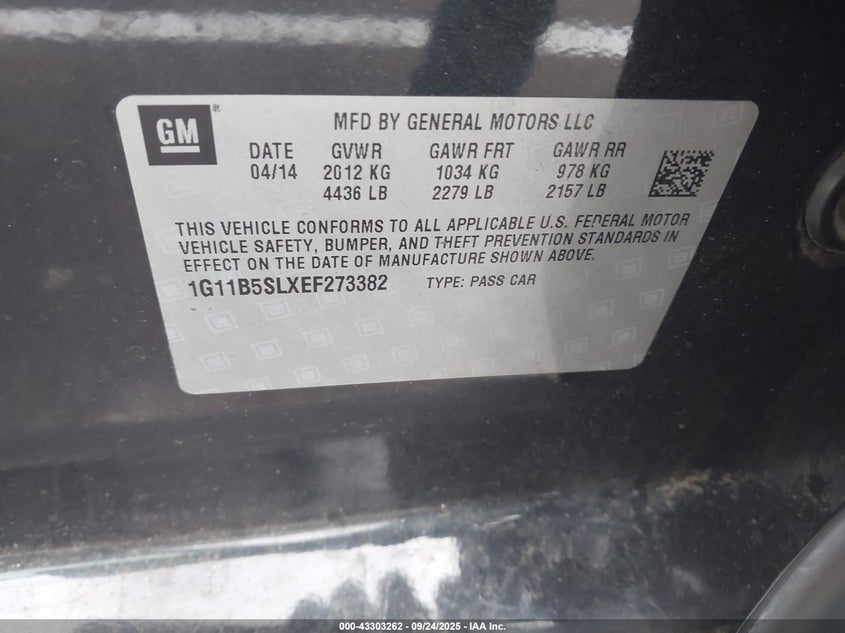 GM®
MFD BY GENERAL MOTORS LLC
DATE GVWR GAWR FRT GAWR RR
04/14 2012 KG 1034 KG 978 KG
4436 LB 2279 LB 2157 LB
THIS VEHICLE CONFORMS TO ALL APPLICABLE U.S. FEDERAL MOTOR
VEHICLE SAFETY, BUMPER, AND THEFT PREVENTION STANDARDS IN
EFFECT ON THE DATE OF MANUFACTURE SHOWN ABOVE.
1G11B5SLXEF273382 TYPE: PASS CAR
000-43303262 - 09/24/2025 - IAA Inc.